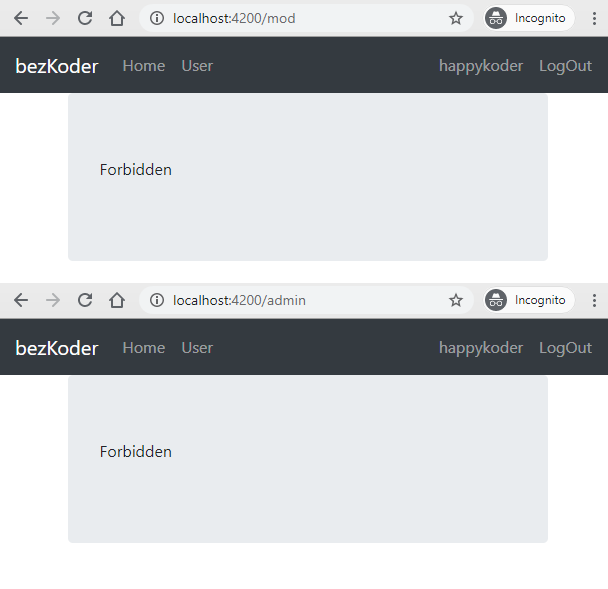 localhost:4200/mod Incognito
bezKoder Home User happykoder LogOut
Forbidden
localhost:4200/admin Incognito
bezKoder Home User happykoder LogOut
Forbidden